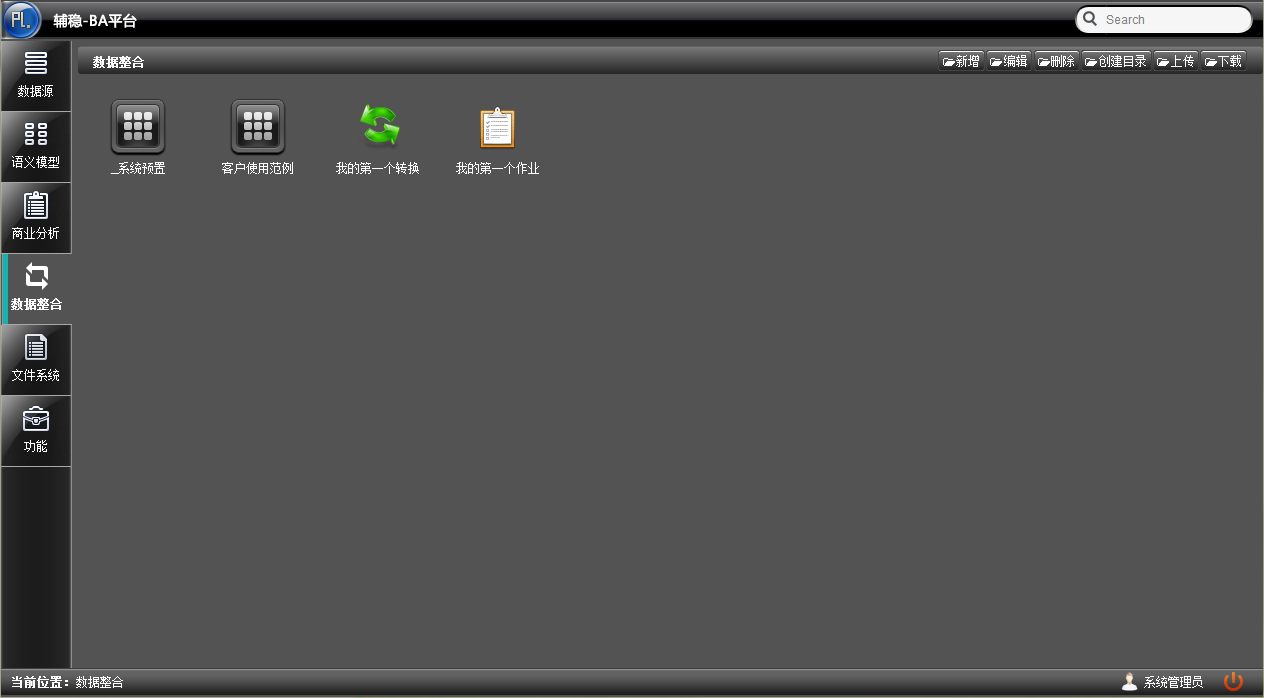 PL.
辅稳-BA平台
Search
数据源
语义模型
商业分析
数据整合
文件系统
功能
数据整合
新增 编辑 删除 创建目录 上传 下载
_系统预置
客户使用范例
我的第一个转换
我的第一个作业
当前位置：数据整合
系统管理员